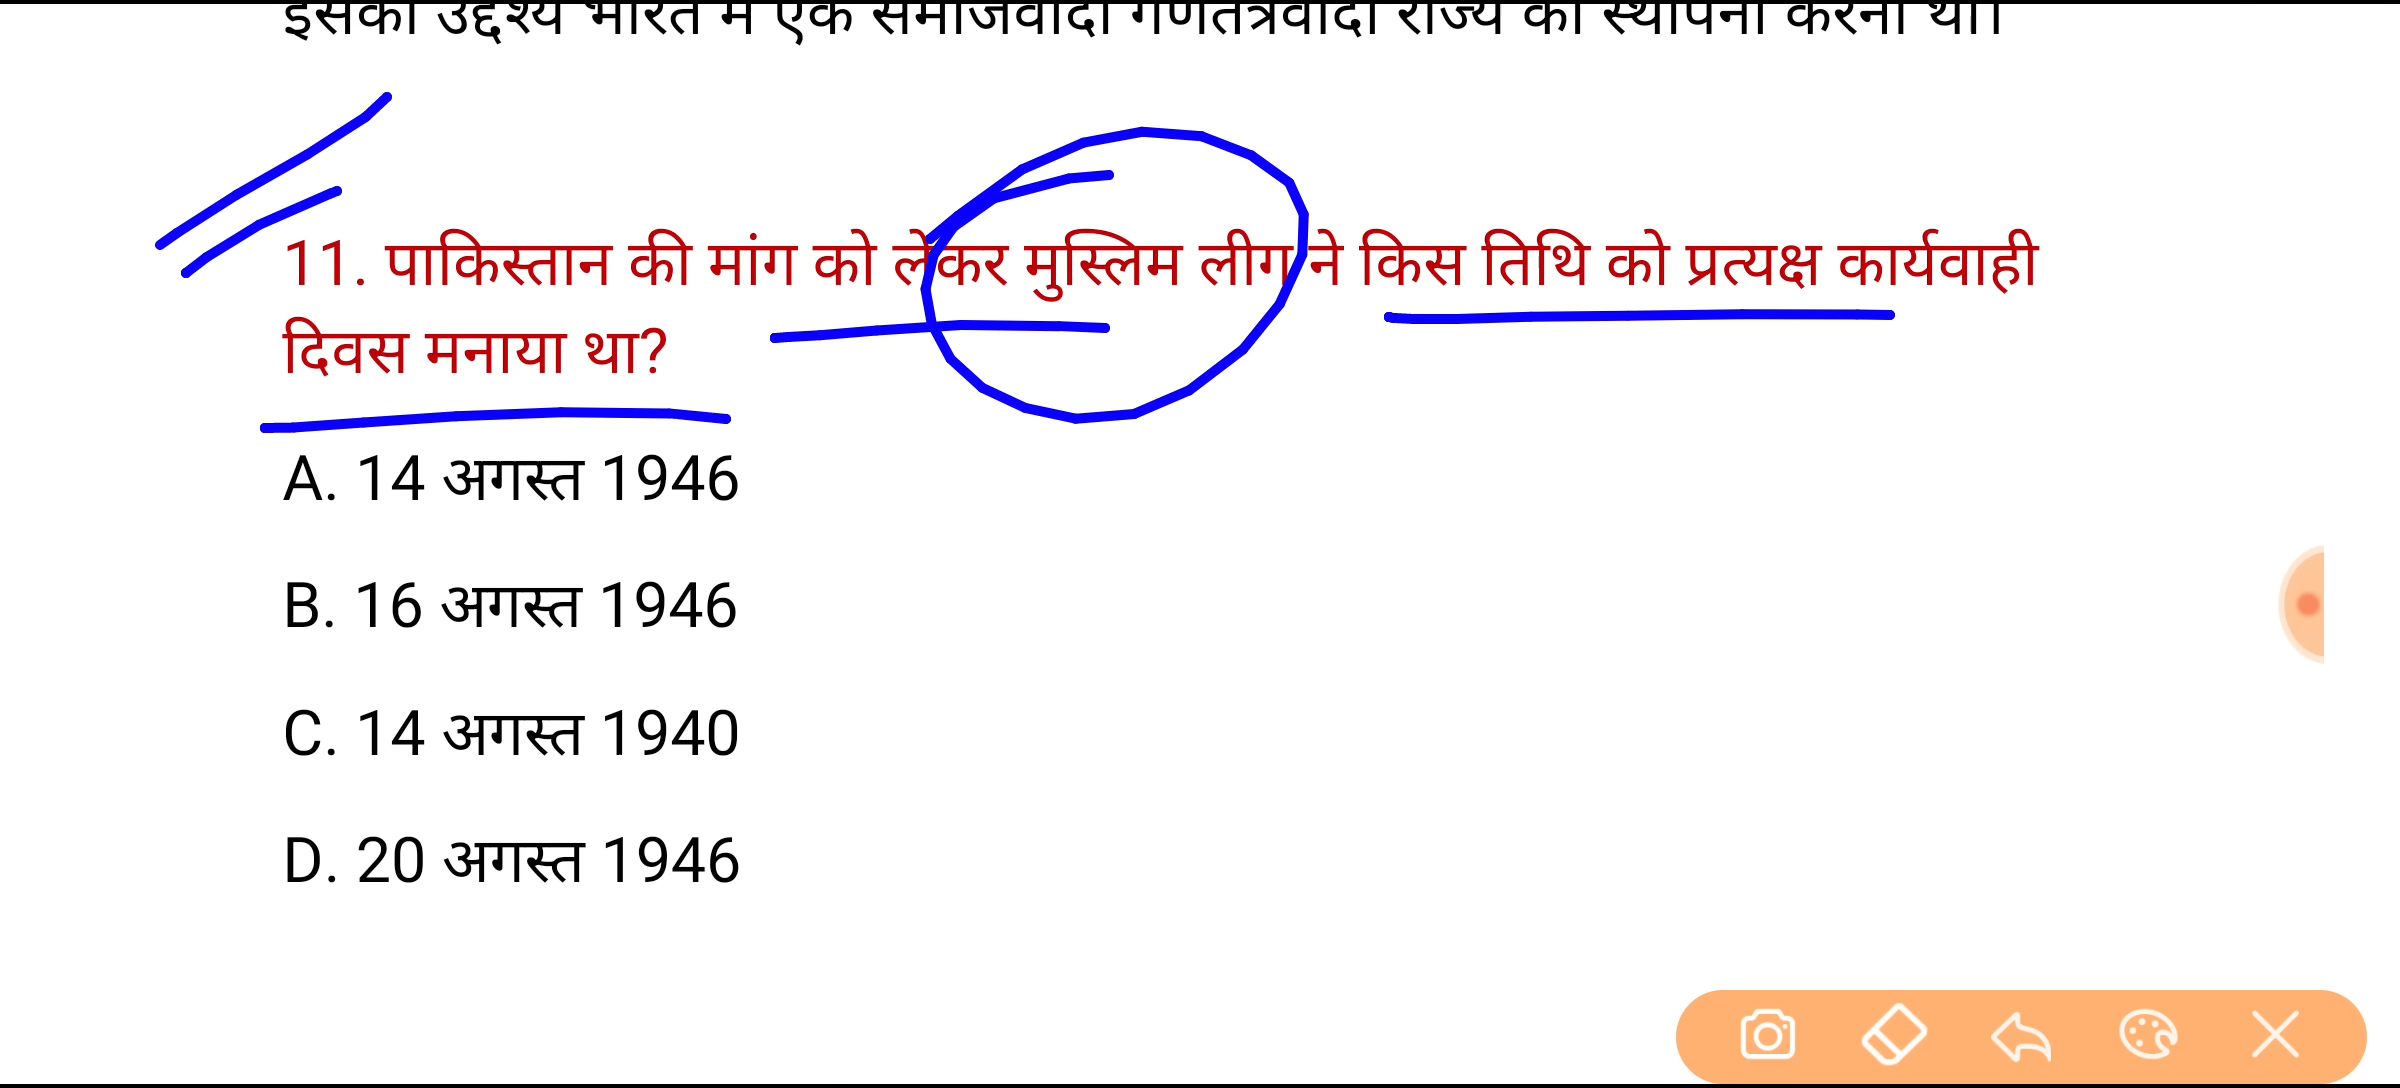 इसका उद्देश्य भारत में एक समाजवादी गणतंत्रवादी राज्य की स्थापना करना था।
11. पाकिस्तान की मांग को लेकर मुस्लिम लीग ने किस तिथि को प्रत्यक्ष कार्यवाही
दिवस मनाया था?
A. 14 अगस्त 1946
B. 16 अगस्त 1946
C. 14 अगस्त 1940
D. 20 अगस्त 1946